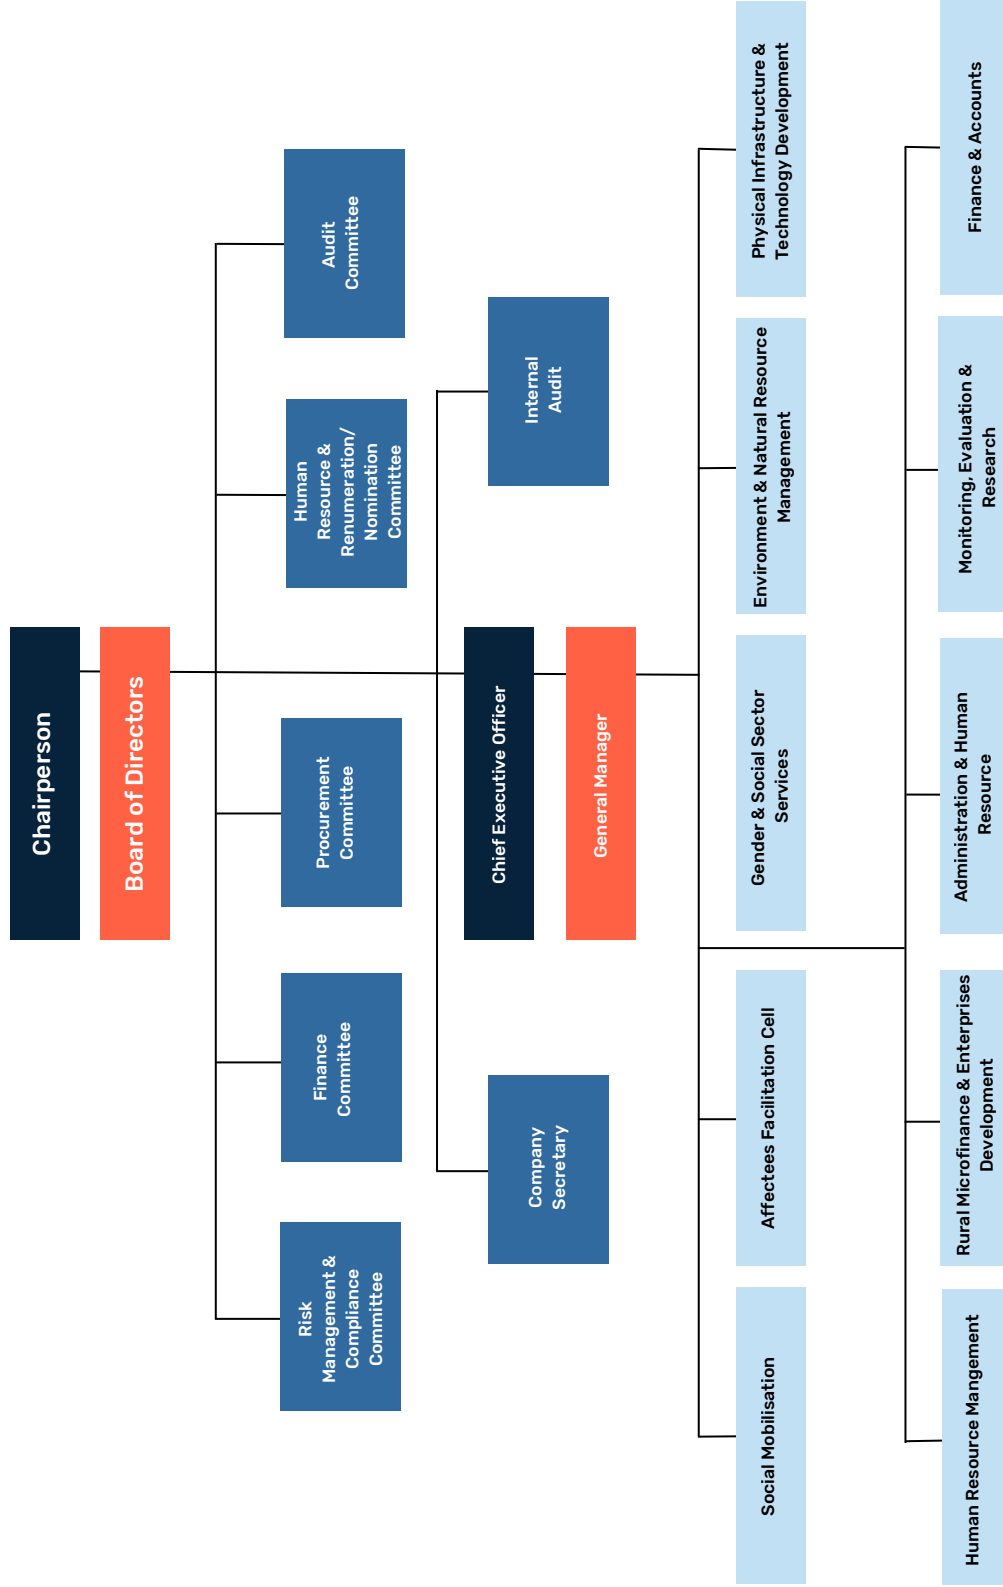 Chairperson
Board of Directors
Risk
Management &
Compliance
Committee
Finance
Committee
Procurement
Committee
Human
Resource &
Renumeration/
Nomination
Committee
Audit
Committee
Company
Secretary
Internal
Audit
Chief Executive Officer
General Manager
Social Mobilisation
Affectees Facilitation Cell
Gender & Social Sector
Services
Environment & Natural Resource
Management
Physical Infrastructure &
Technology Development
Human Resource Mangement
Rural Microfinance & Enterprises
Development
Administration & Human
Resource
Monitoring, Evaluation &
Research
Finance & Accounts